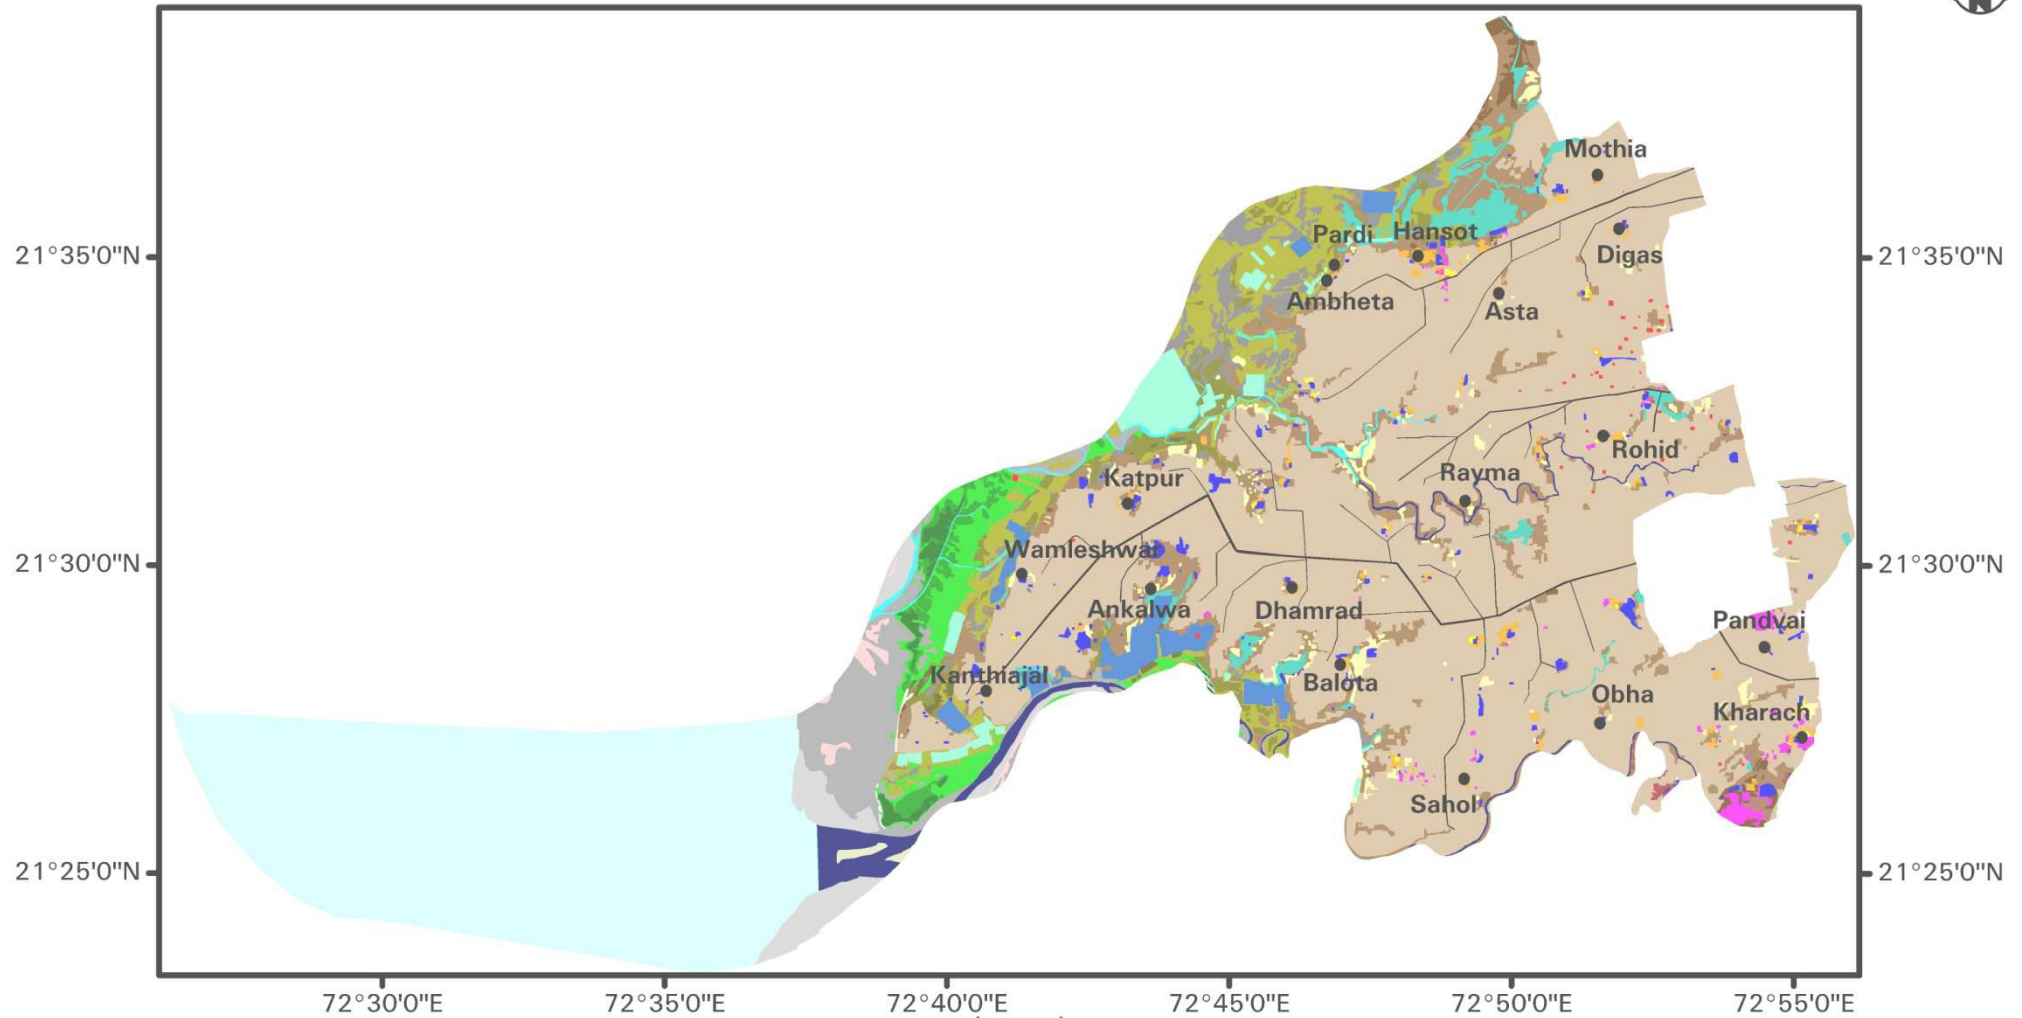 N
Mothia
21°35'0"N
Pardi Hansot
Digas
21°35'0"N
Ambheta
Asta
Rohid
Rayma
Katpur
21°30'0"N
Wamleshwar
21°30'0"N
Ankalwa
Dhamrad
Pandvai
Kanthiajal
Balota
Obha
Kharach
Sahol
21°25'0"N
21°25'0"N
72°30'0"E 72°35'0"E 72°40'0"E 72°45'0"E 72°50'0"E 72°55'0"E